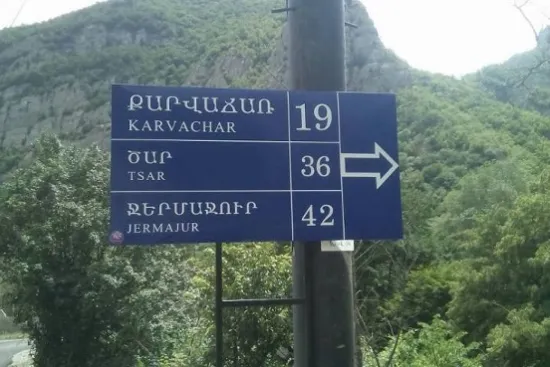 ՔԱՐՎԱՃԱՌ 19
KARVACHAR
ԾԱՐ 36
TSAR
ՋԵՐՄԱՋՈՒՐ 42
JERMAJUR